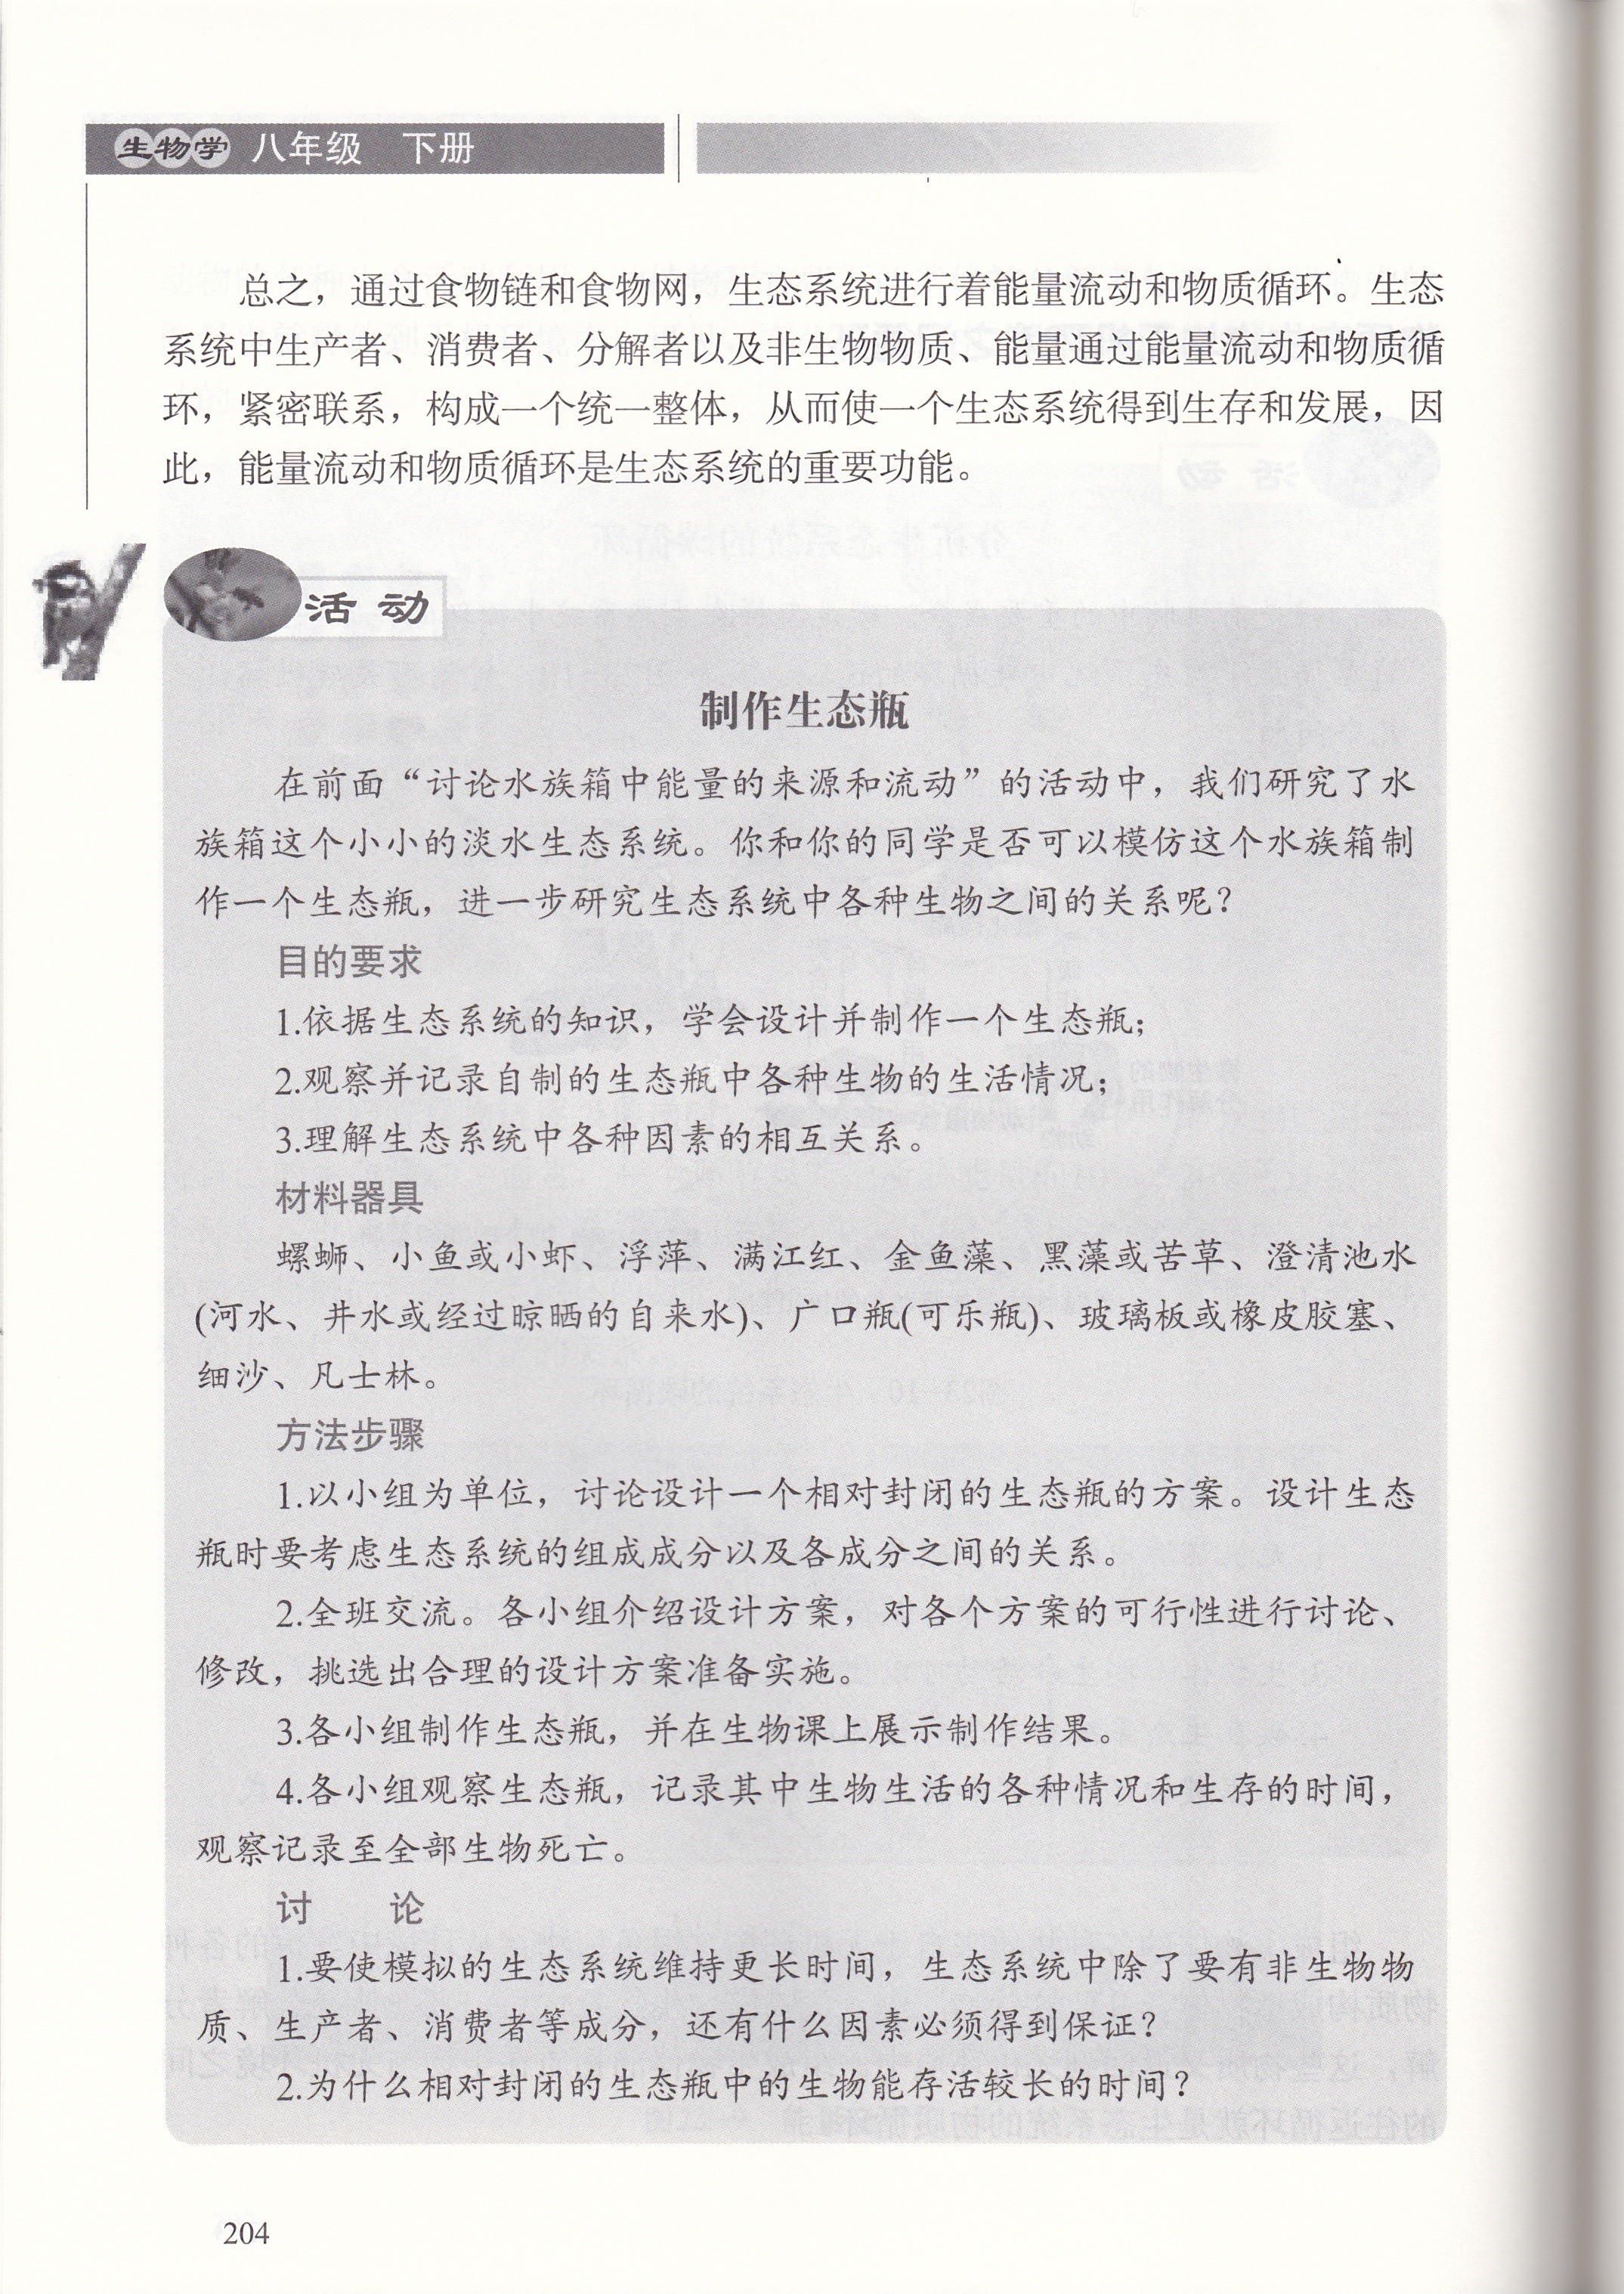 生物学 八年级 下册
总之，通过食物链和食物网，生态系统进行着能量流动和物质循环。生态
系统中生产者、消费者、分解者以及非生物物质、能量通过能量流动和物质循
环，紧密联系，构成一个统一整体，从而使一个生态系统得到生存和发展，因
此，能量流动和物质循环是生态系统的重要功能。
活动
制作生态瓶
在前面“讨论水族箱中能量的来源和流动”的活动中，我们研究了水
族箱这个小小的淡水生态系统。你和你的同学是否可以模仿这个水族箱制
作一个生态瓶，进一步研究生态系统中各种生物之间的关系呢？
目的要求
1.依据生态系统的知识，学会设计并制作一个生态瓶；
2.观察并记录自制的生态瓶中各种生物的生活情况；
3.理解生态系统中各种因素的相互关系。
材料器具
螺蛳、小鱼或小虾、浮萍、满江红、金鱼藻、黑藻或苦草、澄清池水
(河水、井水或经过晾晒的自来水)、广口瓶(可乐瓶)、玻璃板或橡皮胶塞、
细沙、凡士林。
方法步骤
1.以小组为单位，讨论设计一个相对封闭的生态瓶的方案。设计生态
瓶时要考虑生态系统的组成成分以及各成分之间的关系。
2.全班交流。各小组介绍设计方案，对各个方案的可行性进行讨论、
修改，挑选出合理的设计方案准备实施。
3.各小组制作生态瓶，并在生物课上展示制作结果。
4.各小组观察生态瓶，记录其中生物生活的各种情况和生存的时间，
观察记录至全部生物死亡。
讨 论
1.要使模拟的生态系统维持更长时间，生态系统中除了要有非生物物
质、生产者、消费者等成分，还有什么因素必须得到保证？
2.为什么相对封闭的生态瓶中的生物能存活较长的时间？
204